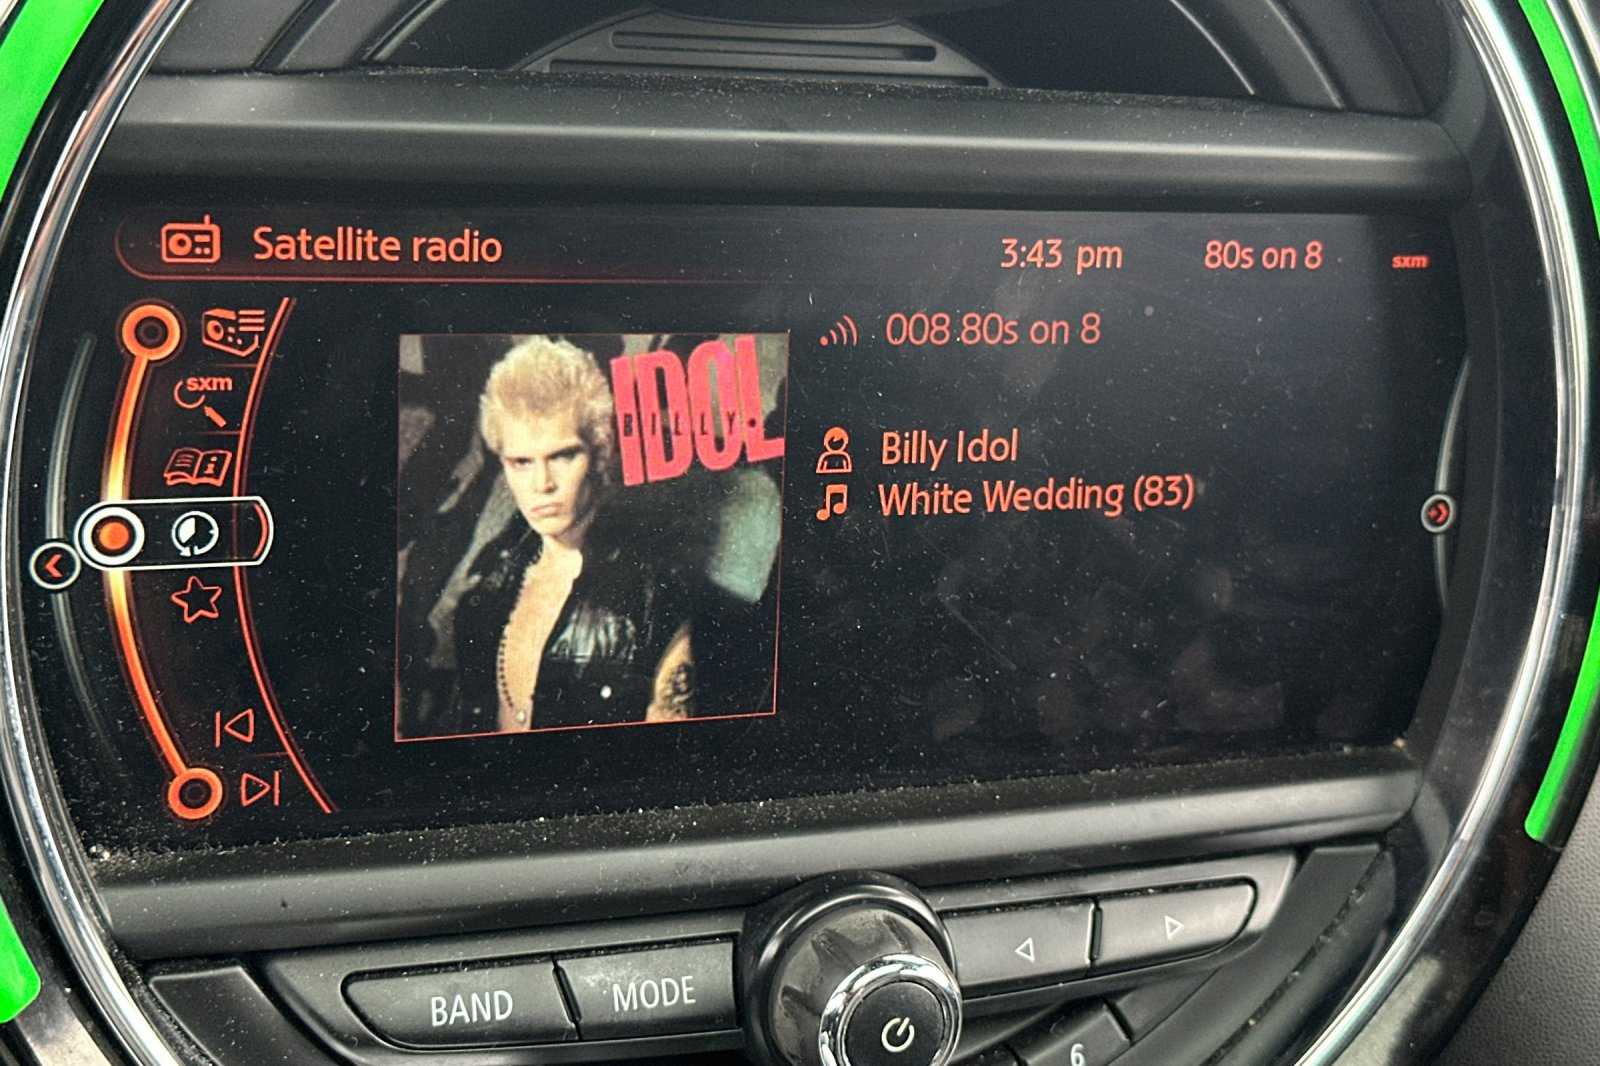 Satellite radio
3:43 pm
80s on 8
sxm
sxm
008 80s on 8
IDOL
BILLY
Billy Idol
White Wedding (83)
BAND
MODE
6